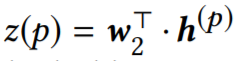 z(p) = w₂⊤ · h⁽ᵖ⁾